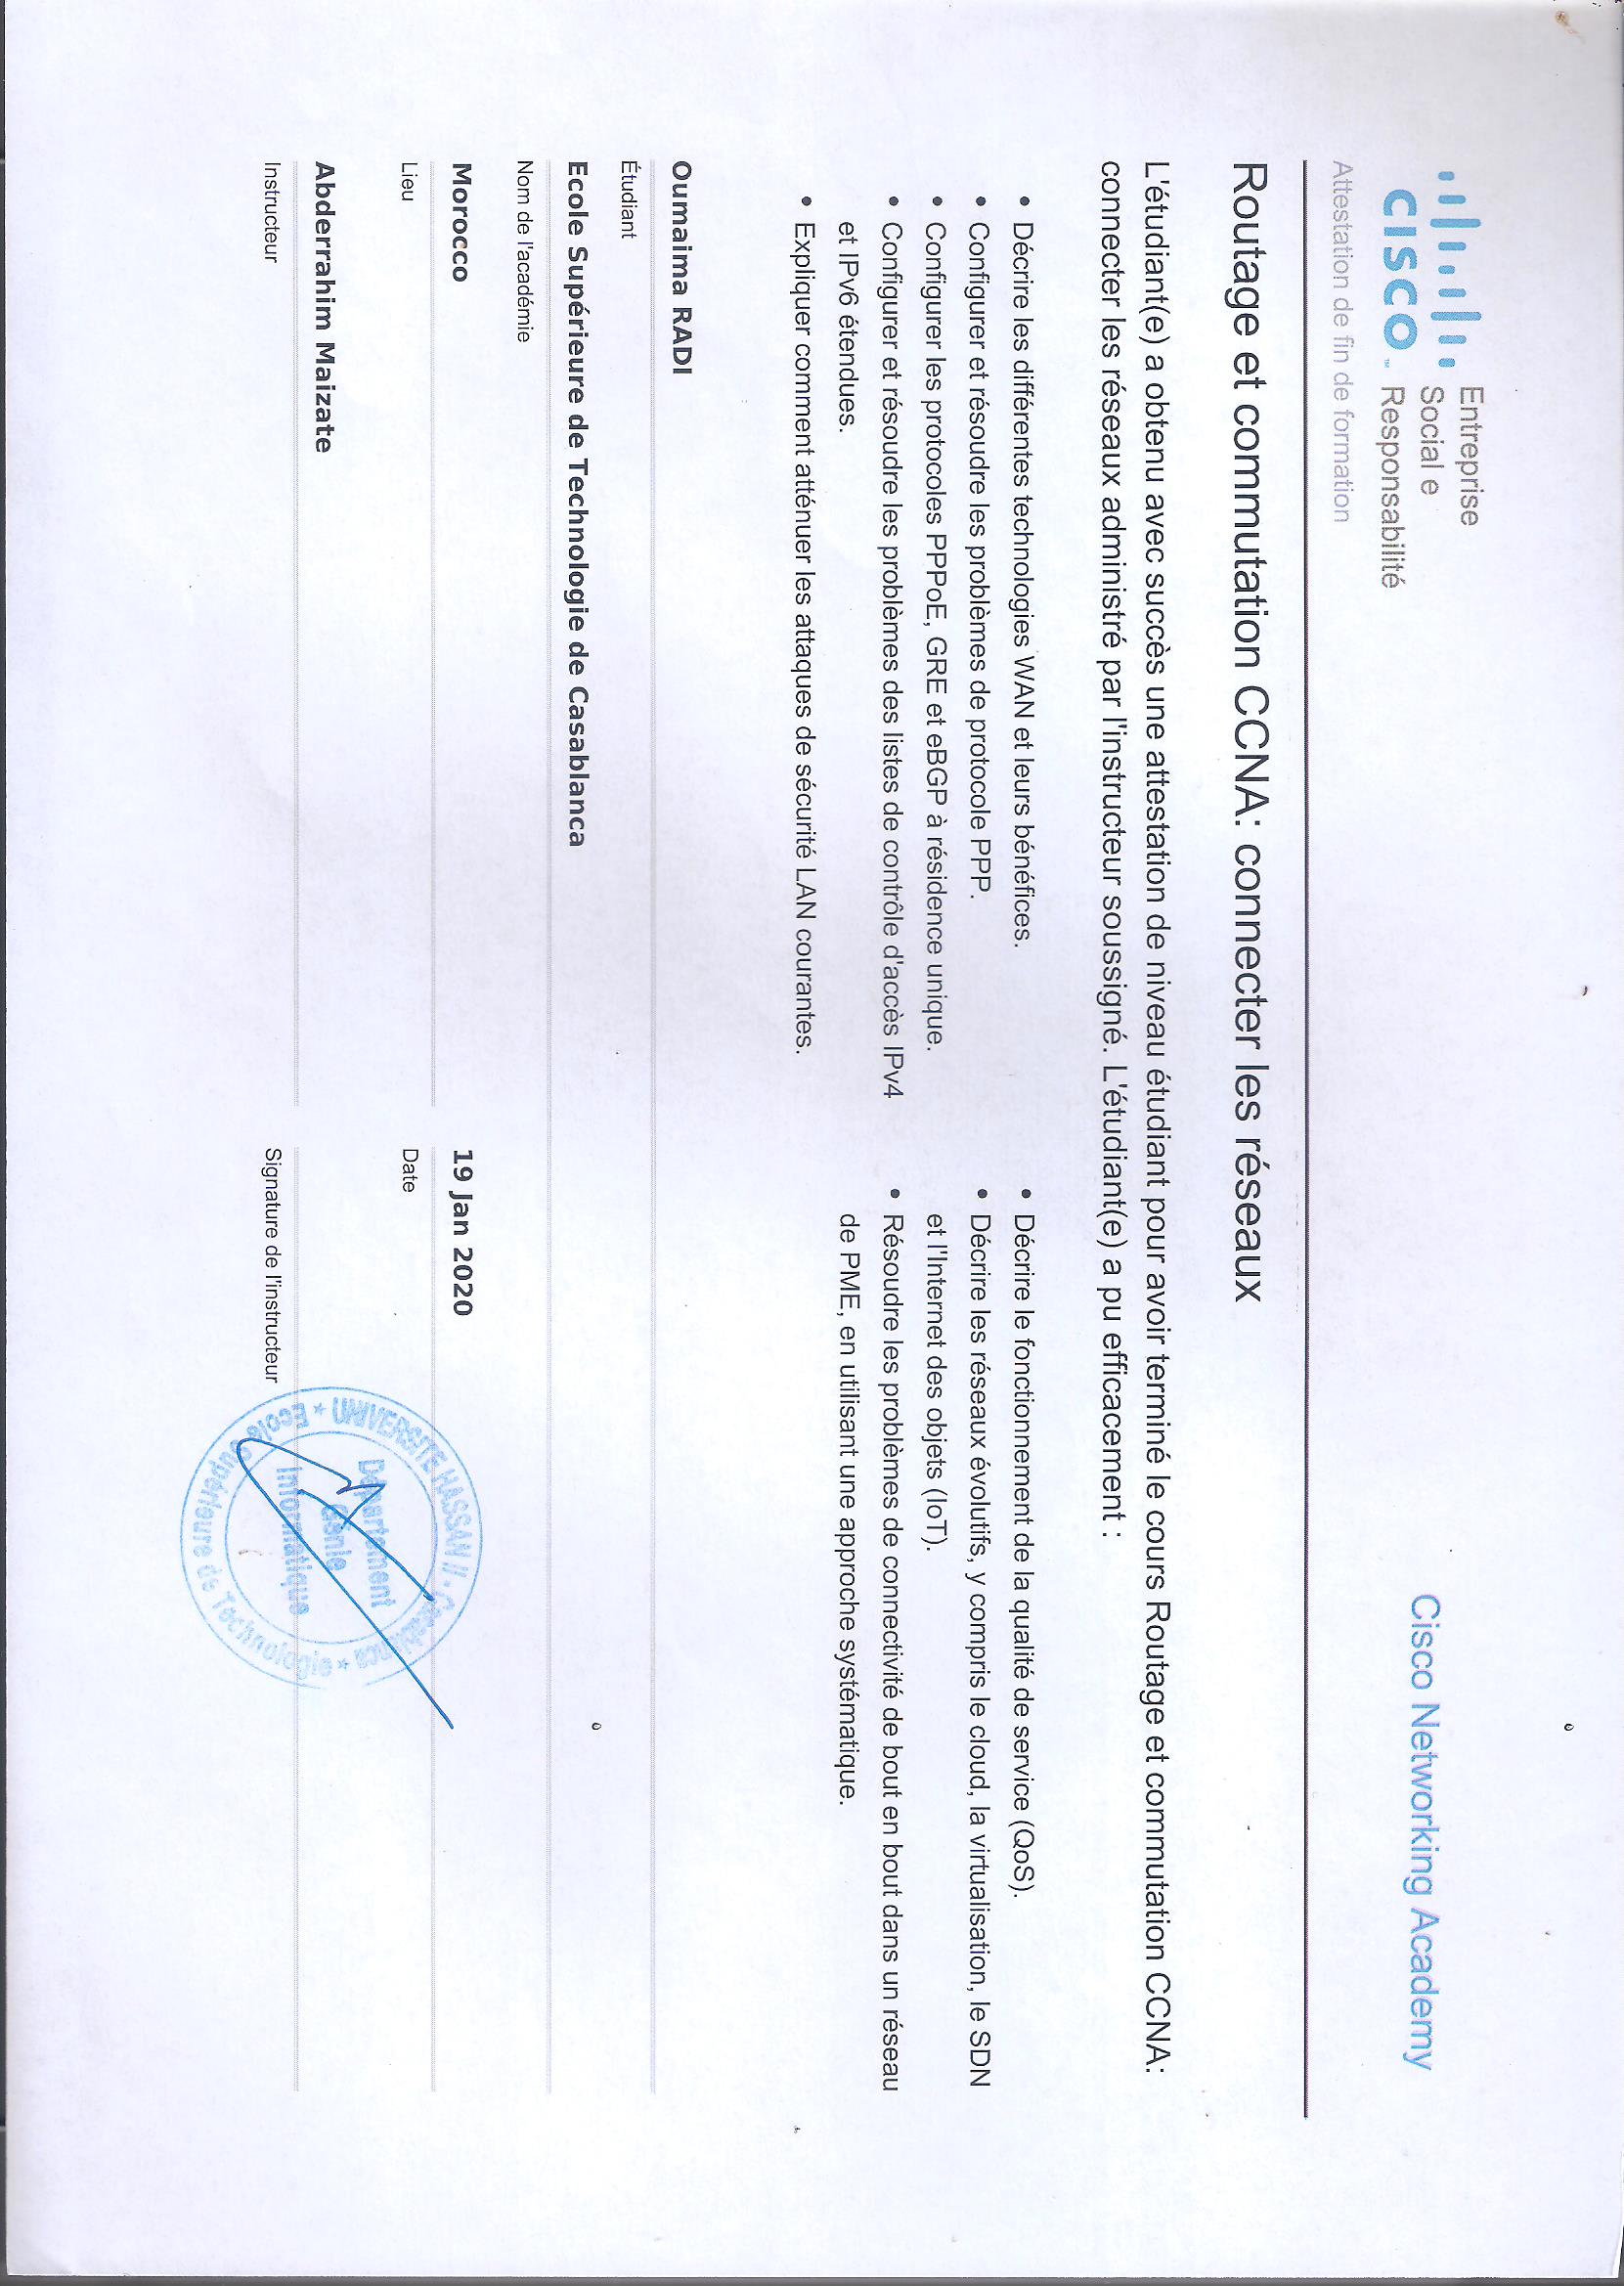 Entreprise
Social e
Responsabilité
CISCO
Cisco Networking Academy
Attestation de fin de formation
Routage et commutation CCNA: connecter les réseaux
L'étudiant(e) a obtenu avec succès une attestation de niveau étudiant pour avoir terminé le cours Routage et commutation CCNA:
connecter les réseaux administré par l'instructeur soussigné. L'étudiant(e) a pu efficacement :
• Décrire les différentes technologies WAN et leurs bénéfices.
• Configurer et résoudre les problèmes de protocole PPP.
• Configurer les protocoles PPPoE, GRE et eBGP à résidence unique.
• Configurer et résoudre les problèmes des listes de contrôle d'accès IPv4
et IPv6 étendues.
• Expliquer comment atténuer les attaques de sécurité LAN courantes.
• Décrire le fonctionnement de la qualité de service (QoS).
• Décrire les réseaux évolutifs, y compris le cloud, la virtualisation, le SDN
et l'Internet des objets (IoT).
• Résoudre les problèmes de connectivité de bout en bout dans un réseau
de PME, en utilisant une approche systématique.
Oumaima RADI
Étudiant
Ecole Supérieure de Technologie de Casablanca
Nom de l'académie
Morocco
Lieu
19 Jan 2020
Date
Abderrahim Maizate
Instructeur
Signature de l'instructeur
UNIVERSITE HASSAN II - Casablanca
Ecole Supérieure de Technologie
Département
Génie
Informatique